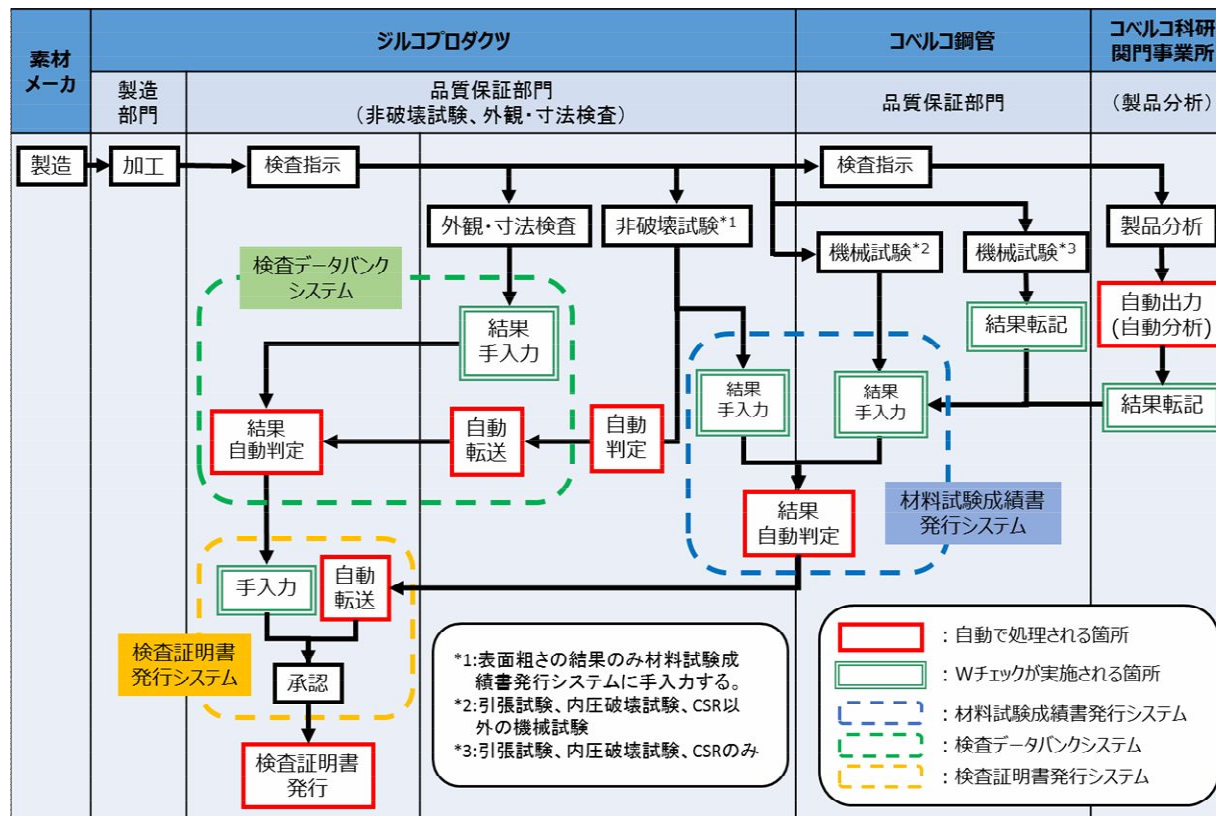 素材
メーカ
ジルコプロダクツ
コベルコ鋼管
コベルコ科研
関門事業所
製造
部門
品質保証部門
(非破壊試験、外観・寸法検査)
品質保証部門
(製品分析)
製造
加工
検査指示
検査指示
外観・寸法検査
非破壊試験*1
機械試験*2
機械試験*3
製品分析
検査データバンク
システム
結果
手入力
結果転記
自動出力
(自動分析)
結果
手入力
結果
手入力
結果転記
結果
自動判定
自動
転送
自動
判定
結果
自動判定
材料試験成績書
発行システム
手入力
自動
転送
検査証明書
発行システム
承認
検査証明書
発行
*1:表面粗さの結果のみ材料試験成
績書発行システムに手入力する。
*2:引張試験、内圧破壊試験、CSR以
外の機械試験
*3:引張試験、内圧破壊試験、CSRのみ
:自動で処理される箇所
:Wチェックが実施される箇所
:材料試験成績書発行システム
:検査データバンクシステム
:検査証明書発行システム